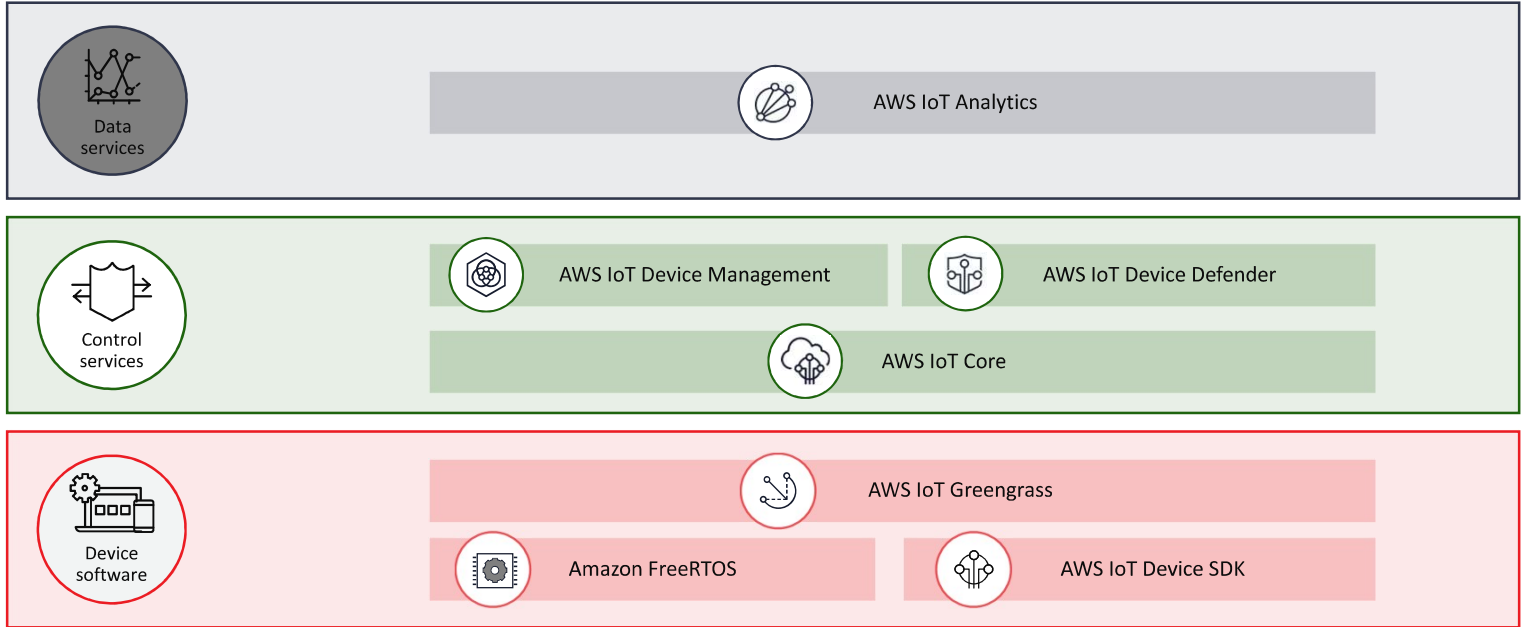 Data
services
AWS IoT Analytics
Control
services
AWS IoT Device Management
AWS IoT Device Defender
AWS IoT Core
Device
software
AWS IoT Greengrass
Amazon FreeRTOS
AWS IoT Device SDK